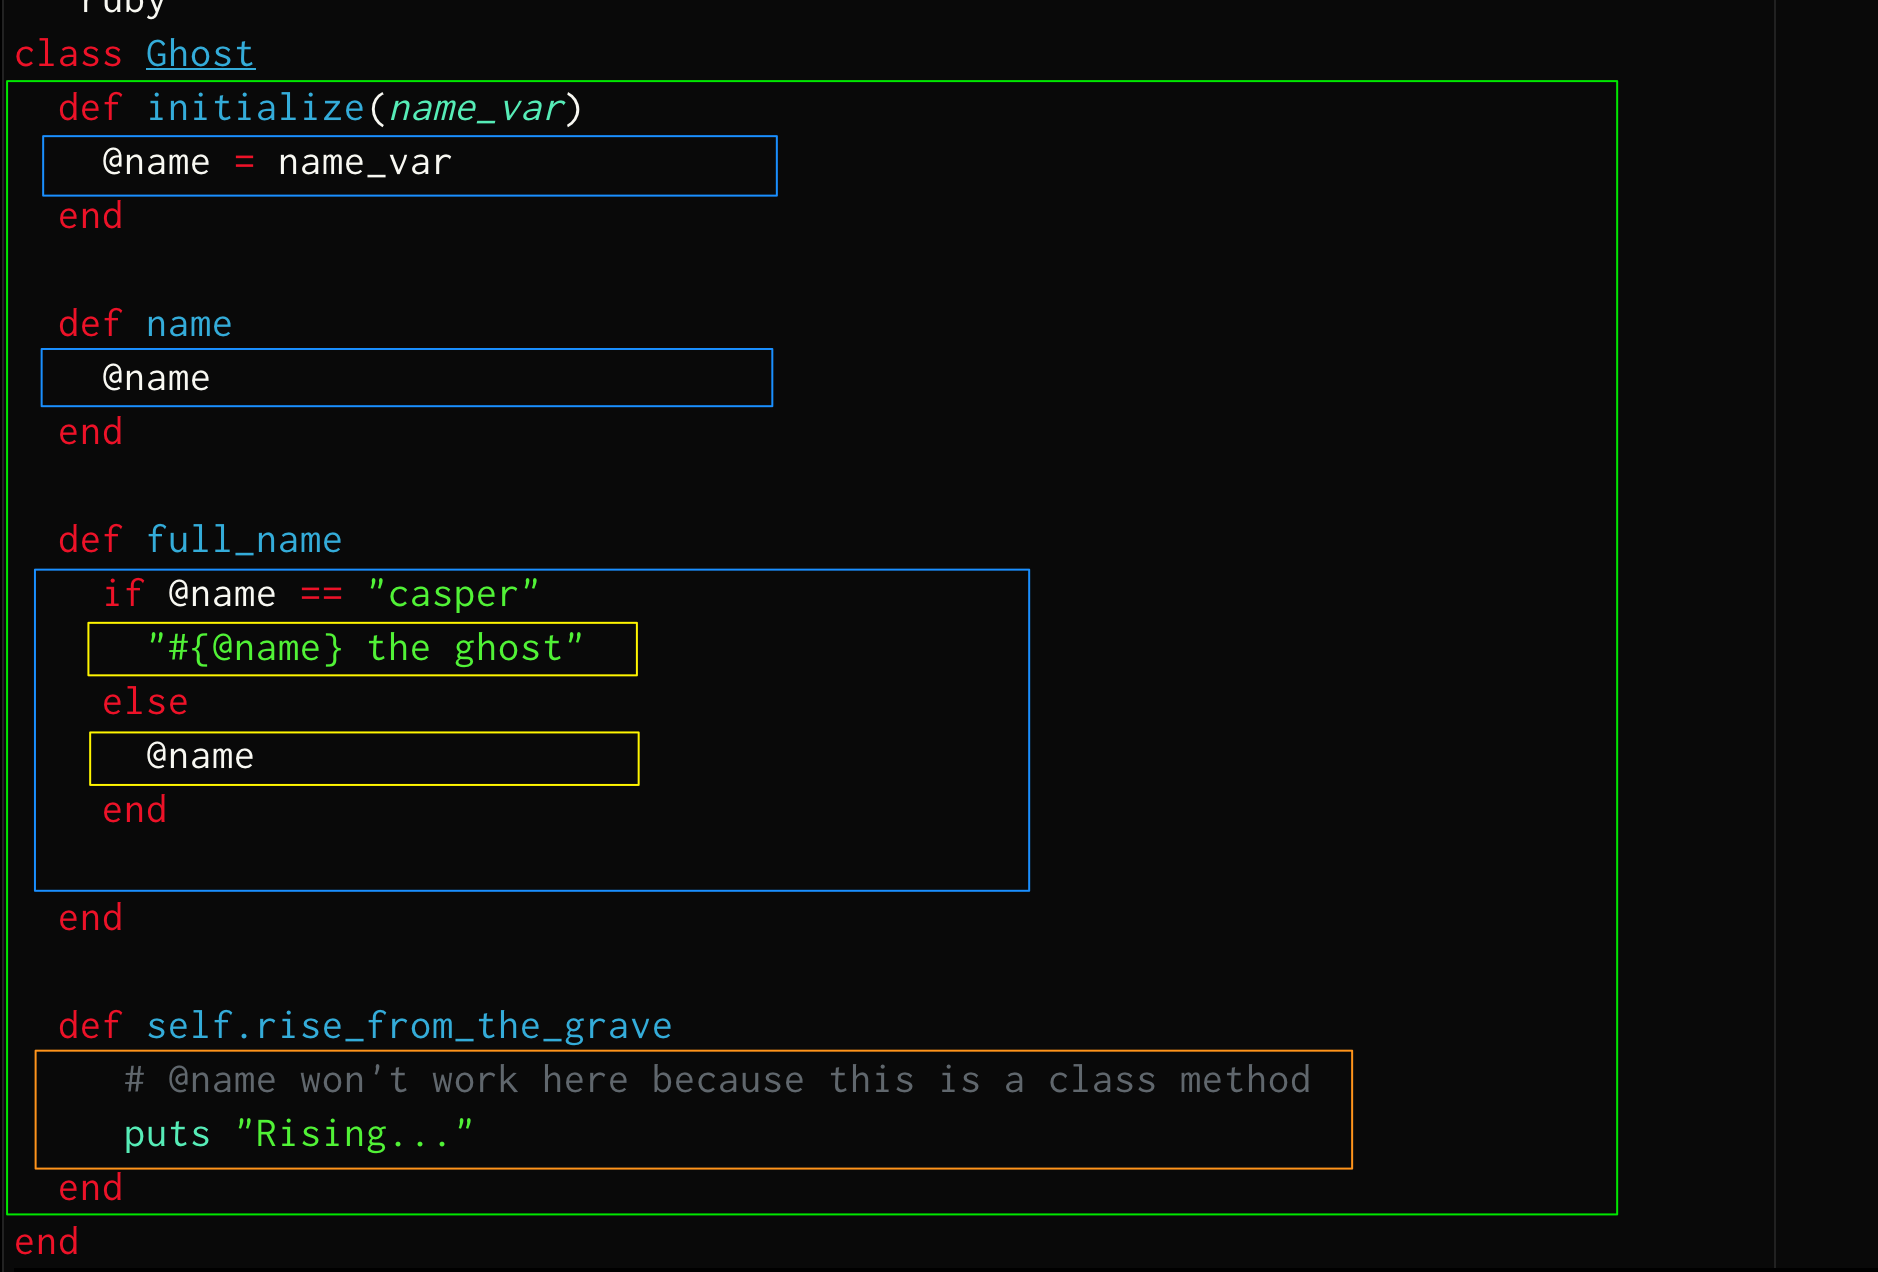 ruby
class Ghost
  def initialize(name_var)
    @name = name_var
  end

  def name
    @name
  end

  def full_name
    if @name == "casper"
      "#{@name} the ghost"
    else
      @name
    end

  end

  def self.rise_from_the_grave
     # @name won't work here because this is a class method
     puts "Rising..."
  end
end